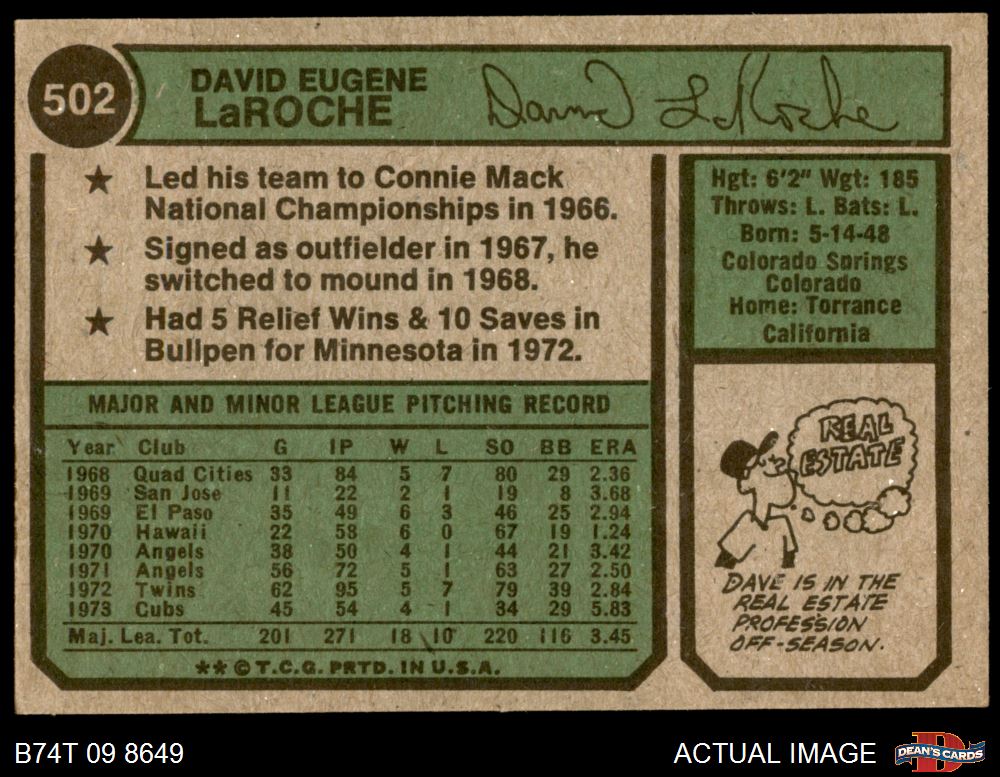 502
DAVID EUGENE
LaROCHE
David LaRoche
★ Led his team to Connie Mack
National Championships in 1966.
★ Signed as outfielder in 1967, he
switched to mound in 1968.
★ Had 5 Relief Wins & 10 Saves in
Bullpen for Minnesota in 1972.
Hgt: 6'2" Wgt: 185
Throws: L. Bats: L.
Born: 5-14-48
Colorado Springs
Colorado
Home: Torrance
California
MAJOR AND MINOR LEAGUE PITCHING RECORD
Year Club G IP W L SO BB ERA
1968 Quad Cities 33 84 5 7 80 29 2.36
1969 San Jose 11 22 2 1 19 8 3.68
1969 El Paso 35 49 6 3 46 25 2.94
1970 Hawaii 22 58 6 0 67 19 1.24
1970 Angels 38 50 4 1 44 21 3.42
1971 Angels 56 72 5 1 63 27 2.50
1972 Twins 62 95 5 7 79 39 2.84
1973 Cubs 45 54 4 1 34 29 5.83
Maj. Lea. Tot. 201 271 18 10 220 116 3.45
** © T.C.G. PRTD. IN U.S.A.
REAL
ESTATE
DAVE IS IN THE
REAL ESTATE
PROFESSION
OFF-SEASON.
B74T 09 8649
ACTUAL IMAGE
D
DEAN'S CARDS